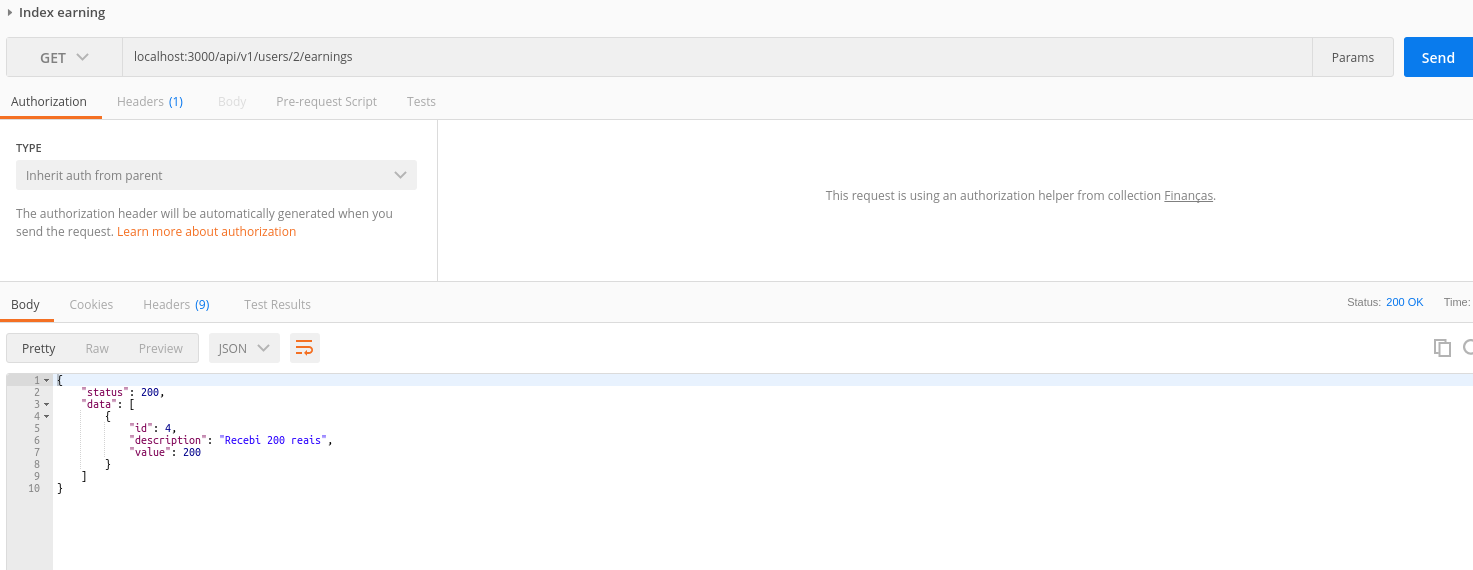 Index earning
GET localhost:3000/api/v1/users/2/earnings Params Send
Authorization Headers (1) Body Pre-request Script Tests
TYPE
Inherit auth from parent
The authorization header will be automatically generated when you
send the request. Learn more about authorization
This request is using an authorization helper from collection Finanças.
Body Cookies Headers (9) Test Results Status: 200 OK Time:
Pretty Raw Preview JSON
1 {
2 "status": 200,
3 "data": [
4 {
5 "id": 4,
6 "description": "Recebi 200 reais",
7 "value": 200
8 }
9 ]
10 }